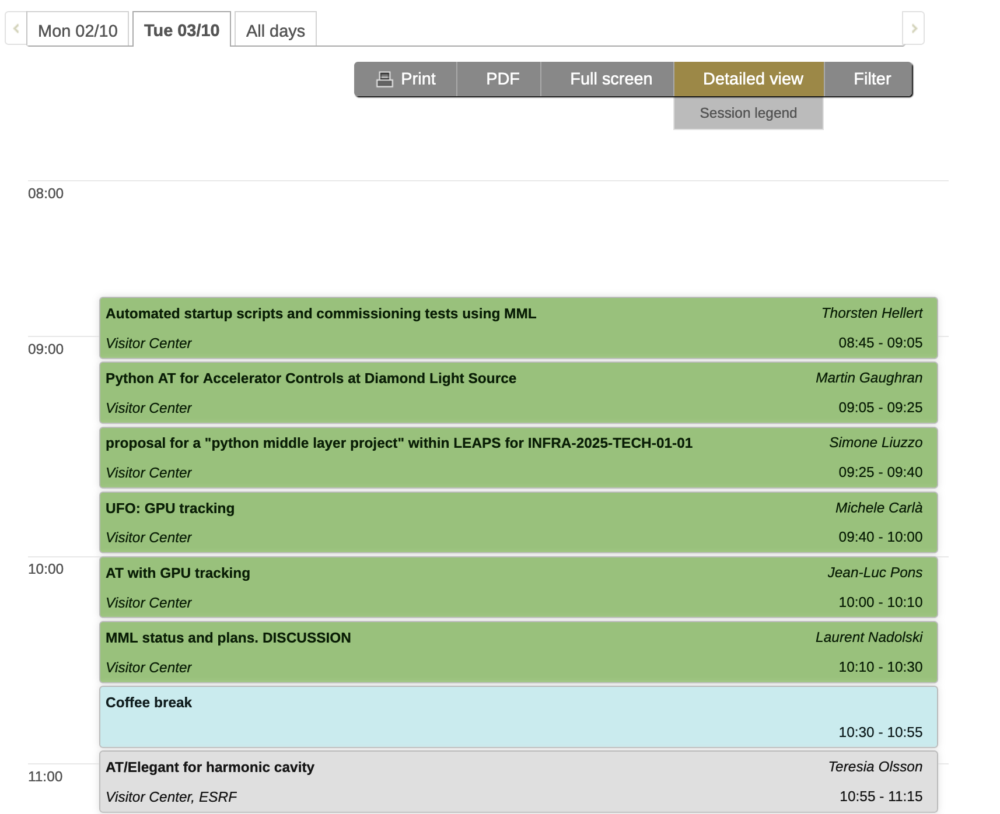 Mon 02/10
Tue 03/10
All days
Print
PDF
Full screen
Detailed view
Filter
Session legend
08:00
Automated startup scripts and commissioning tests using MML
Thorsten Hellert
09:00
Visitor Center
08:45 - 09:05
Python AT for Accelerator Controls at Diamond Light Source
Martin Gaughran
Visitor Center
09:05 - 09:25
proposal for a "python middle layer project" within LEAPS for INFRA-2025-TECH-01-01
Simone Liuzzo
Visitor Center
09:25 - 09:40
UFO: GPU tracking
Michele Carlà
Visitor Center
09:40 - 10:00
10:00
AT with GPU tracking
Jean-Luc Pons
Visitor Center
10:00 - 10:10
MML status and plans. DISCUSSION
Laurent Nadolski
Visitor Center
10:10 - 10:30
Coffee break
10:30 - 10:55
AT/Elegant for harmonic cavity
Teresia Olsson
11:00
Visitor Center, ESRF
10:55 - 11:15